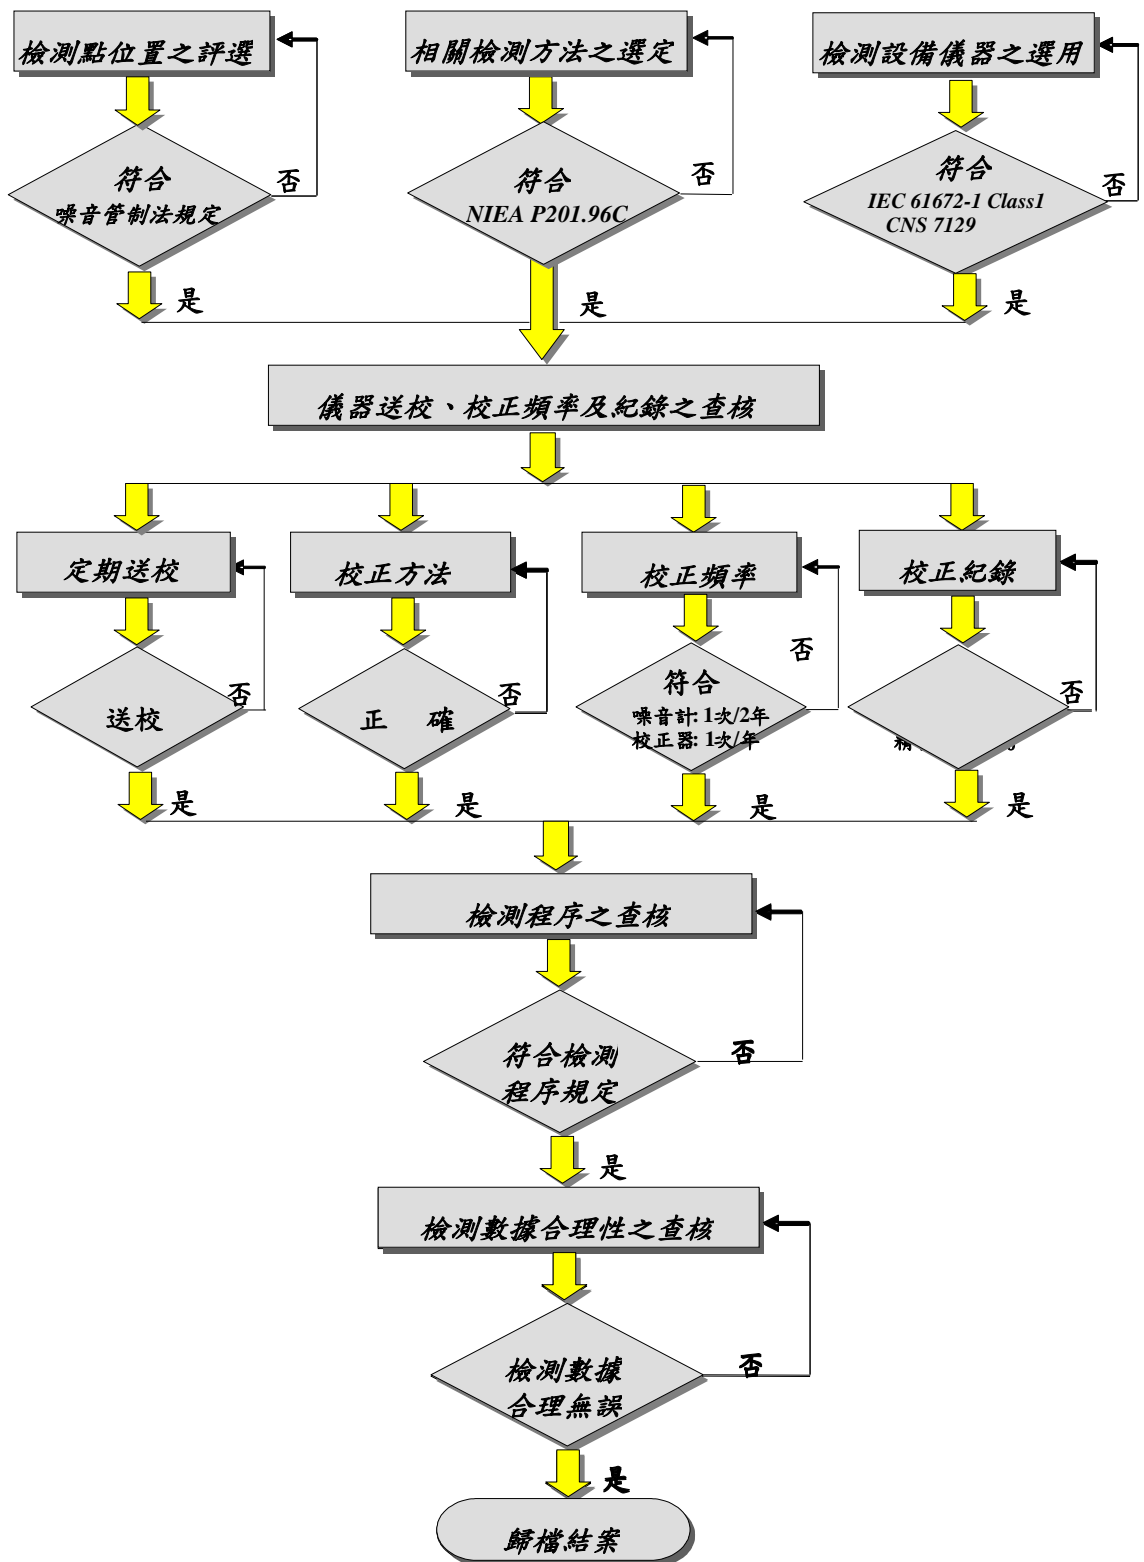 檢測點位置之評選
相關檢測方法之選定
檢測設備儀器之選用
符合
噪音管制法規定
否
符合
NIEA P201.96C
否
符合
IEC 61672-1 Class1
CNS 7129
否
是
是
是
儀器送校、校正頻率及紀錄之查核
定期送校
校正方法
校正頻率
校正紀錄
送校
否
正 確
否
符合
噪音計: 1次/2年
校正器: 1次/年
否
否
是
是
是
是
檢測程序之查核
符合檢測
程序規定
否
是
檢測數據合理性之查核
檢測數據
合理無誤
否
是
歸檔結案